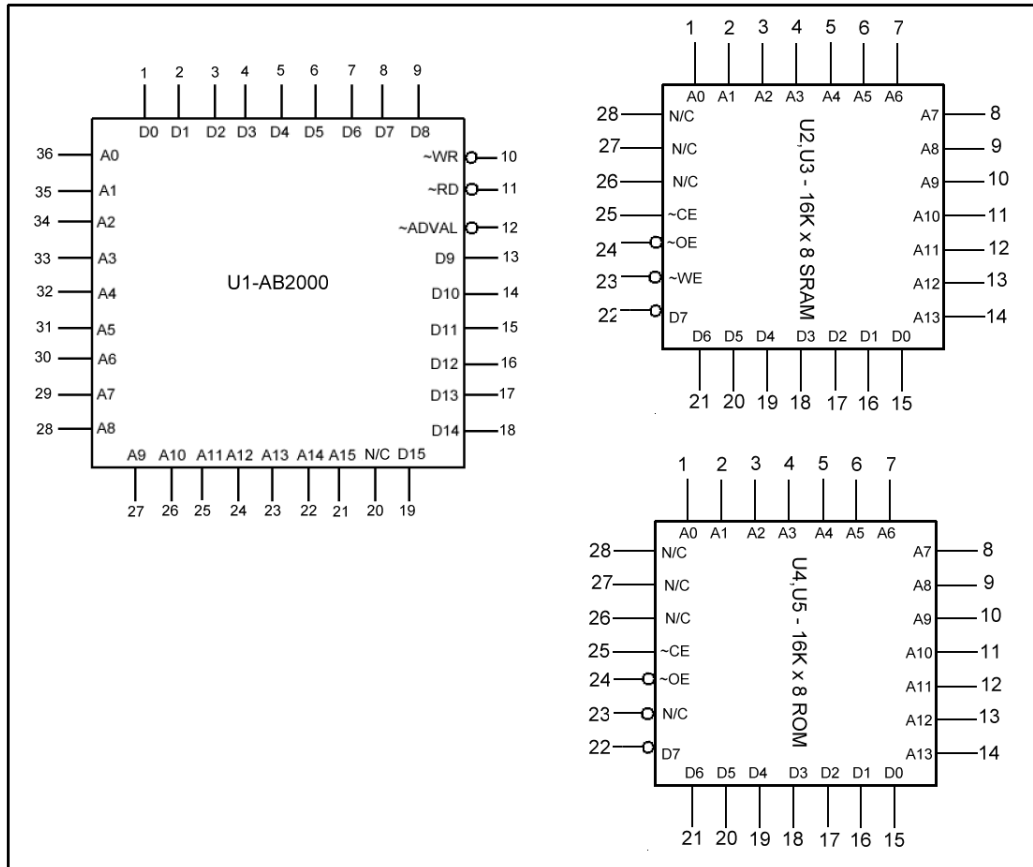 1 2 3 4 5 6 7 8 9
D0 D1 D2 D3 D4 D5 D6 D7 D8
36 A0
35 A1
34 A2
33 A3
32 A4
31 A5
30 A6
29 A7
28 A8
~WR 10
~RD 11
~ADVAL 12
D9 13
D10 14
D11 15
D12 16
D13 17
D14 18
U1-AB2000
A9 A10 A11 A12 A13 A14 A15 N/C D15
27 26 25 24 23 22 21 20 19
1 2 3 4 5 6 7
A0 A1 A2 A3 A4 A5 A6
28 N/C
27 N/C
26 N/C
25 ~CE
24 ~OE
23 ~WE
22 D7
U2,U3 - 16K x 8 SRAM
A7 8
A8 9
A9 10
A10 11
A11 12
A12 13
A13 14
D6 D5 D4 D3 D2 D1 D0
21 20 19 18 17 16 15
1 2 3 4 5 6 7
A0 A1 A2 A3 A4 A5 A6
28 N/C
27 N/C
26 N/C
25 ~CE
24 ~OE
23 N/C
22 D7
U4,U5 - 16K x 8 ROM
A7 8
A8 9
A9 10
A10 11
A11 12
A12 13
A13 14
D6 D5 D4 D3 D2 D1 D0
21 20 19 18 17 16 15